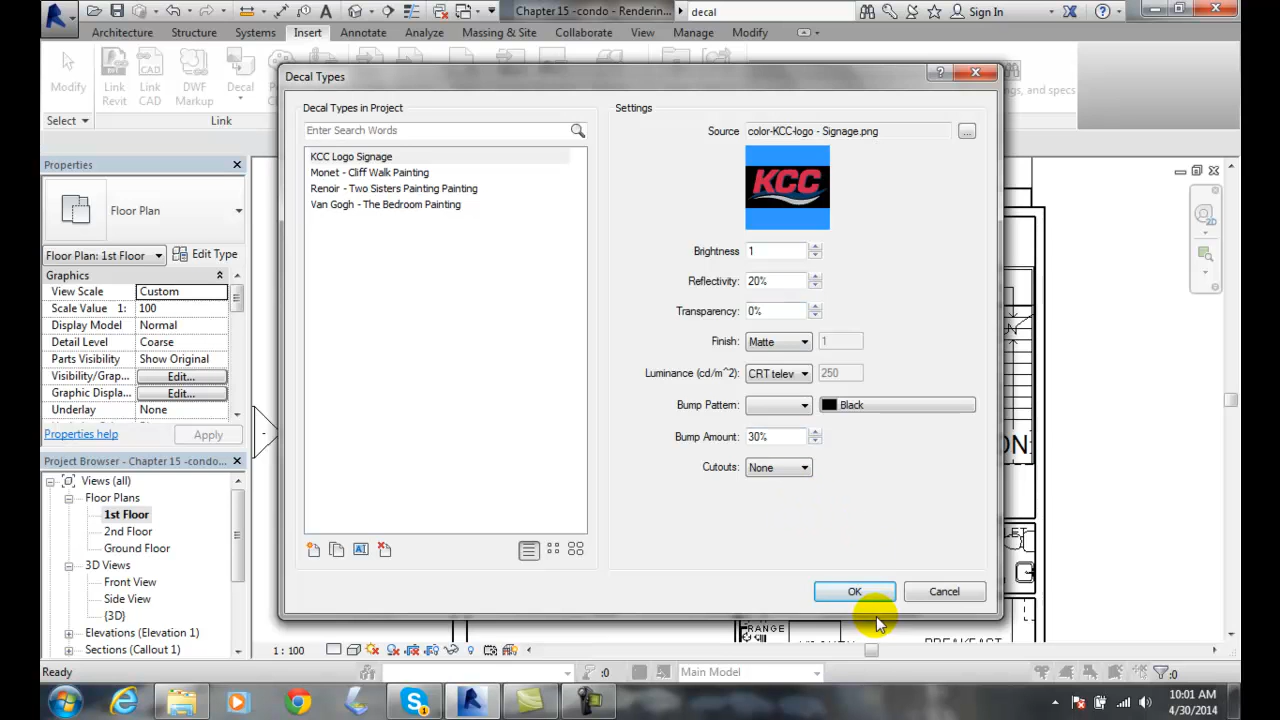 Chapter 15 -condo - Renderin...
decal
Sign In
Architecture
Structure
Systems
Insert
Annotate
Analyze
Massing & Site
Collaborate
View
Manage
Modify
Modify
Link
Revit
Link
CAD
DWF
Markup
Decal
ngs, and specs
Select
Link
Properties
Floor Plan
Floor Plan: 1st Floor
Edit Type
Graphics
View Scale
Custom
Scale Value 1:
100
Display Model
Normal
Detail Level
Coarse
Parts Visibility
Show Original
Visibility/Grap...
Edit...
Graphic Displa...
Edit...
Underlay
None
Properties help
Apply
Project Browser - Chapter 15 -condo...
Views (all)
Floor Plans
1st Floor
2nd Floor
Ground Floor
3D Views
Front View
Side View
{3D}
Elevations (Elevation 1)
Sections (Callout 1)
Decal Types
Decal Types in Project
Enter Search Words
KCC Logo Signage
Monet - Cliff Walk Painting
Renoir - Two Sisters Painting Painting
Van Gogh - The Bedroom Painting
Settings
Source
color-KCC-logo - Signage.png
...
KCC
Brightness
1
Reflectivity:
20%
Transparency:
0%
Finish:
Matte
1
Luminance (cd/m^2):
CRT telev
250
Bump Pattern:
Black
Bump Amount:
30%
Cutouts:
None
OK
Cancel
RANGE
1 : 100
Ready
:0
Main Model
:0
10:01 AM
4/30/2014